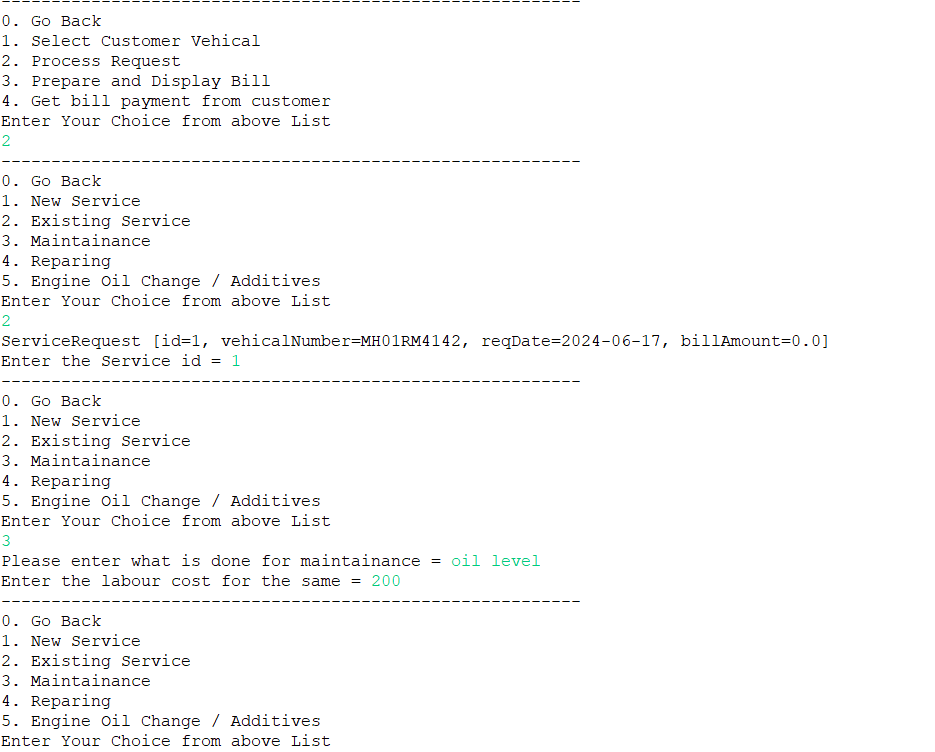 ----------------------------------------------------------
0. Go Back
1. Select Customer Vehical
2. Process Request
3. Prepare and Display Bill
4. Get bill payment from customer
Enter Your Choice from above List
2
----------------------------------------------------------
0. Go Back
1. New Service
2. Existing Service
3. Maintainance
4. Reparing
5. Engine Oil Change / Additives
Enter Your Choice from above List
2
ServiceRequest [id=1, vehicalNumber=MH01RM4142, reqDate=2024-06-17, billAmount=0.0]
Enter the Service id = 1
----------------------------------------------------------
0. Go Back
1. New Service
2. Existing Service
3. Maintainance
4. Reparing
5. Engine Oil Change / Additives
Enter Your Choice from above List
3
Please enter what is done for maintainance = oil level
Enter the labour cost for the same = 200
----------------------------------------------------------
0. Go Back
1. New Service
2. Existing Service
3. Maintainance
4. Reparing
5. Engine Oil Change / Additives
Enter Your Choice from above List